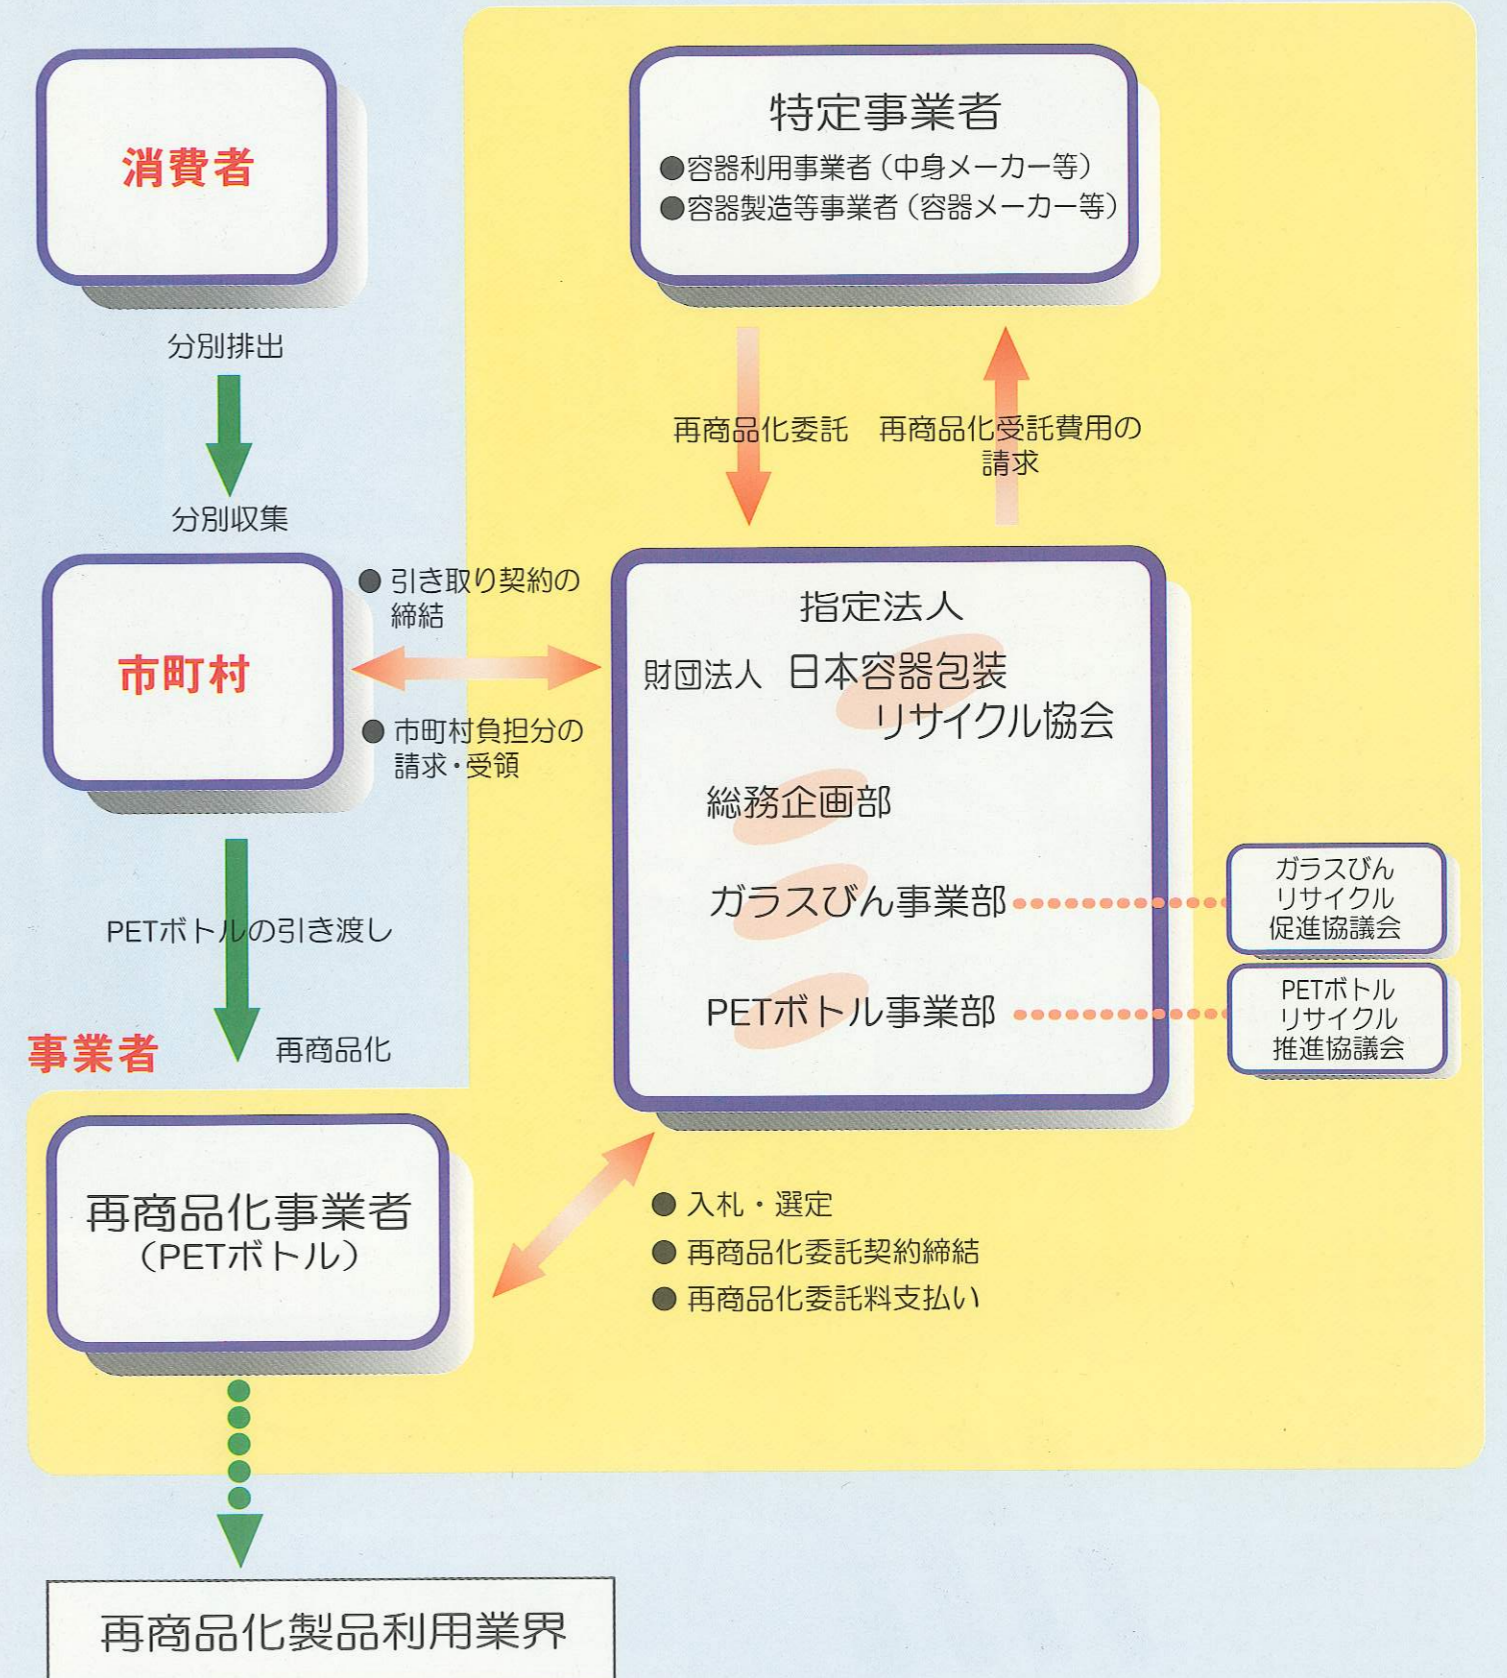 消費者
特定事業者
●容器利用事業者（中身メーカー等）
●容器製造等事業者（容器メーカー等）
分別排出
再商品化委託
再商品化受託費用の
請求
分別収集
市町村
● 引き取り契約の
締結
● 市町村負担分の
請求・受領
指定法人
財団法人 日本容器包装
リサイクル協会
総務企画部
ガラスびん事業部
PETボトル事業部
ガラスびん
リサイクル
促進協議会
PETボトル
リサイクル
推進協議会
PETボトルの引き渡し
事業者
再商品化
再商品化事業者
（PETボトル）
● 入札・選定
● 再商品化委託契約締結
● 再商品化委託料支払い
再商品化製品利用業界